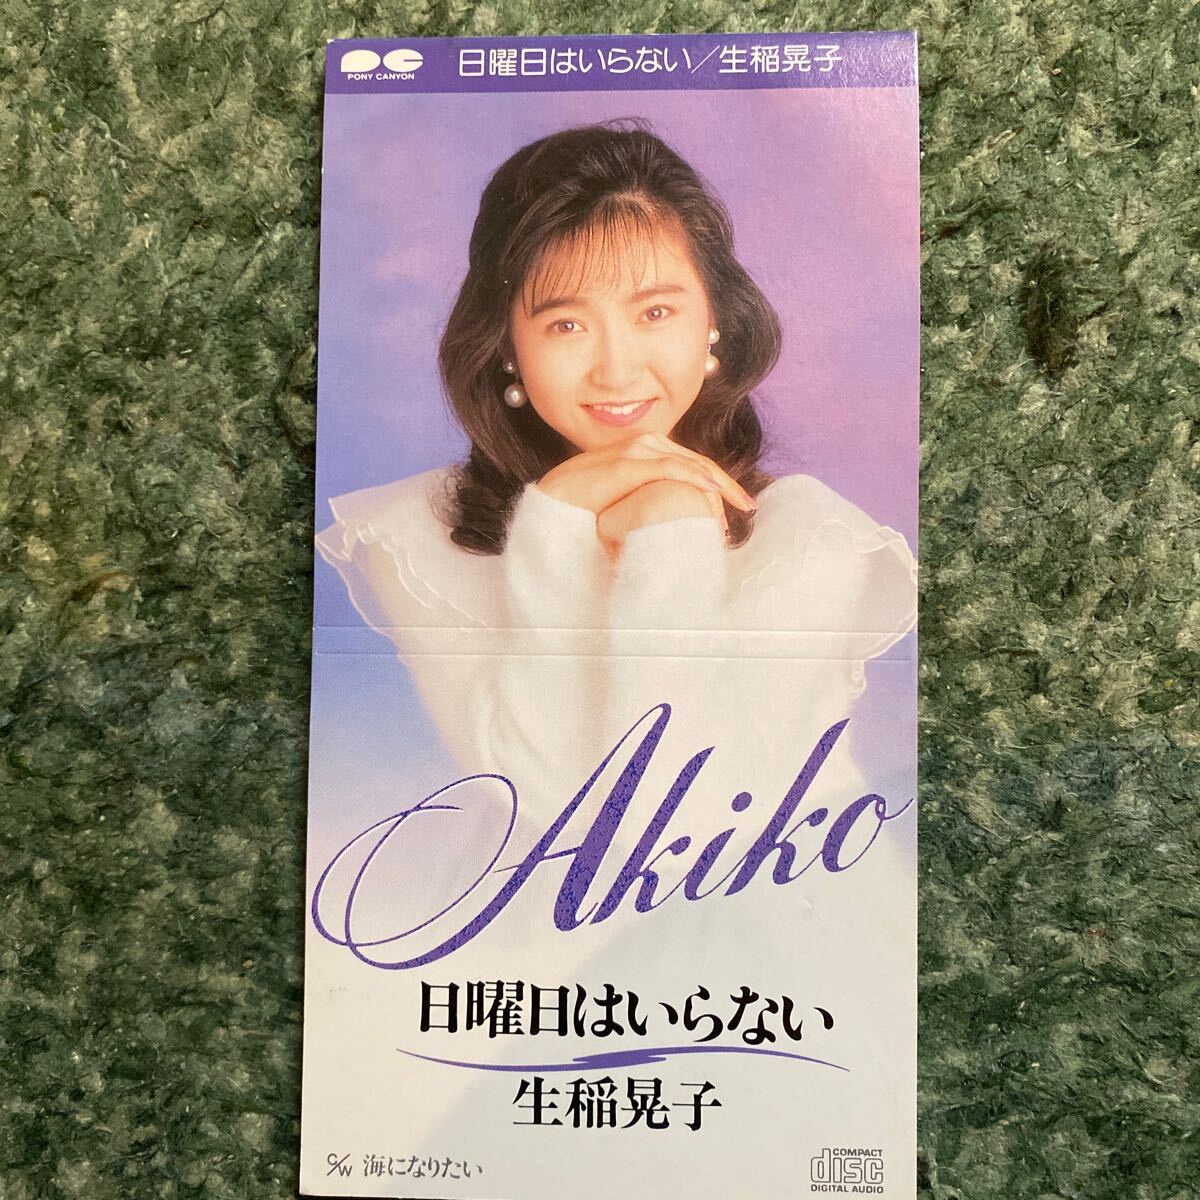 PONY CANYON
日曜日はいらない／生稲晃子
Akiko
日曜日はいらない
生稲晃子
C/W 海になりたい
COMPACT
disc
DIGITAL AUDIO